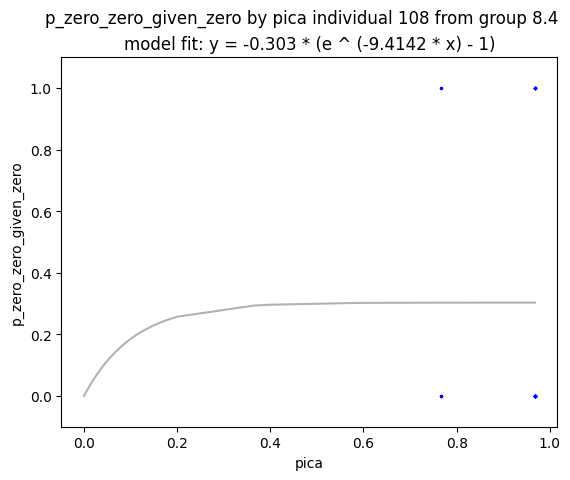 p_zero_zero_given_zero by pica individual 108 from group 8.4
model fit: y = -0.303 * (e ^ (-9.4142 * x) - 1)
1.0
0.8
0.6
0.4
0.2
0.0
p_zero_zero_given_zero
0.0 0.2 0.4 0.6 0.8 1.0
pica